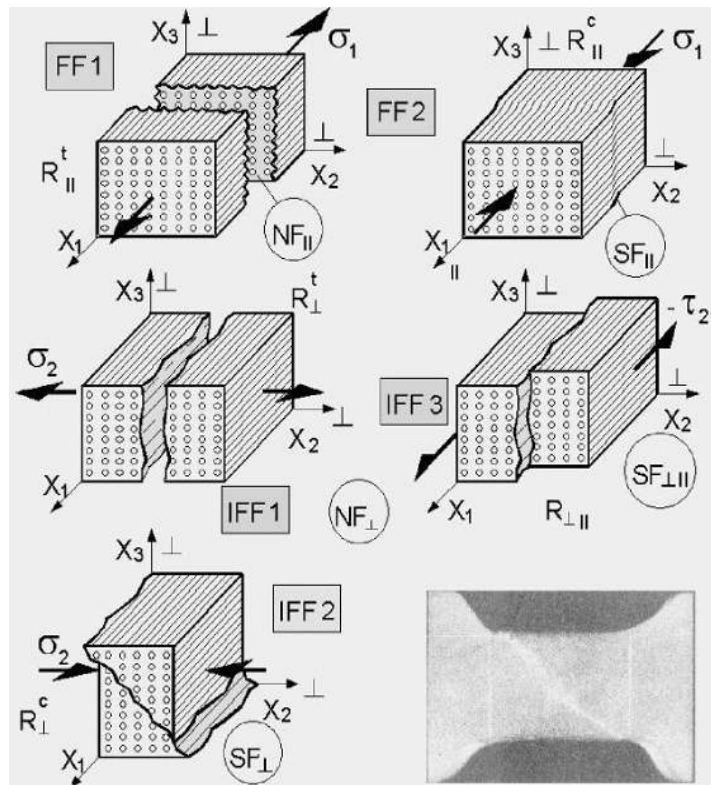 X₃ ⊥
σ₁
FF1
R∥ᵗ
⊥
X₂
X₁
NF∥
X₃ ⊥ R∥ᶜ
σ₁
FF2
⊥
X₂
X₁
∥
SF∥
X₃ ⊥ R⊥ᵗ
σ₂
⊥
X₂
X₁
IFF1
NF⊥
X₃ ⊥
- τ₂
IFF3
⊥
X₂
X₁
SF⊥∥
R⊥∥
X₃ ⊥
IFF2
σ₂
⊥
X₂
R⊥ᶜ
X₁
SF⊥